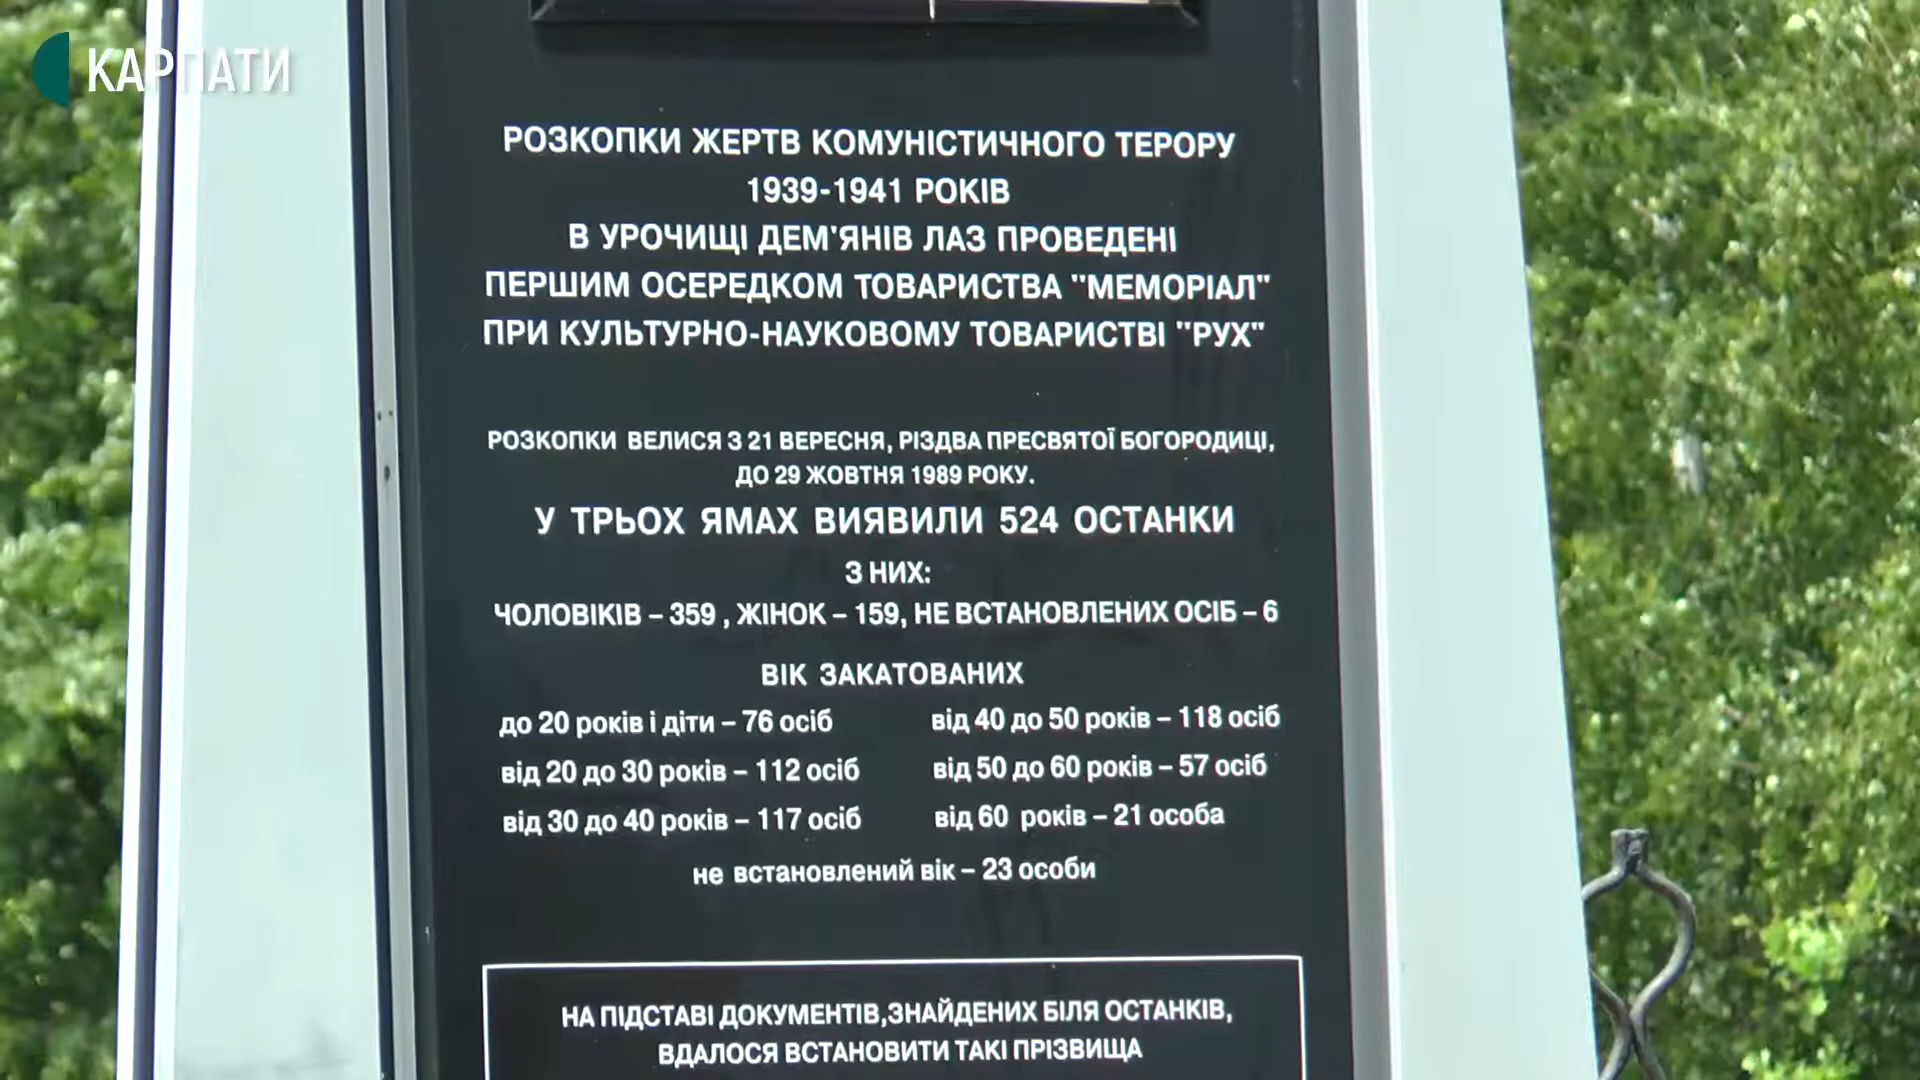 КАРПАТИ
РОЗКОПКИ ЖЕРТВ КОМУНІСТИЧНОГО ТЕРОРУ
1939-1941 РОКІВ
В УРОЧИЩІ ДЕМ'ЯНІВ ЛАЗ ПРОВЕДЕНІ
ПЕРШИМ ОСЕРЕДКОМ ТОВАРИСТВА "МЕМОРІАЛ"
ПРИ КУЛЬТУРНО-НАУКОВОМУ ТОВАРИСТВІ "РУХ"
РОЗКОПКИ ВЕЛИСЯ З 21 ВЕРЕСНЯ, РІЗДВА ПРЕСВЯТОЇ БОГОРОДИЦІ,
ДО 29 ЖОВТНЯ 1989 РОКУ.
У ТРЬОХ ЯМАХ ВИЯВИЛИ 524 ОСТАНКИ
З НИХ:
ЧОЛОВІКІВ – 359 , ЖІНОК – 159, НЕ ВСТАНОВЛЕНИХ ОСІБ – 6
ВІК ЗАКАТОВАНИХ
до 20 років і діти – 76 осіб від 40 до 50 років – 118 осіб
від 20 до 30 років – 112 осіб від 50 до 60 років – 57 осіб
від 30 до 40 років – 117 осіб від 60 років – 21 особа
не встановлений вік – 23 особи
НА ПІДСТАВІ ДОКУМЕНТІВ,ЗНАЙДЕНИХ БІЛЯ ОСТАНКІВ,
ВДАЛОСЯ ВСТАНОВИТИ ТАКІ ПРІЗВИЩА